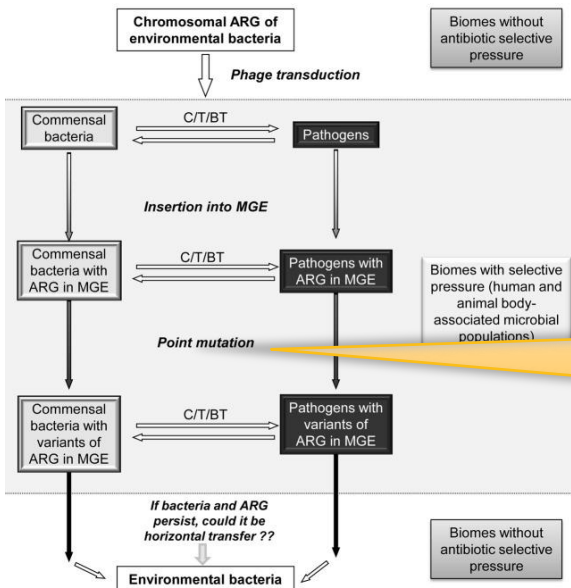 Chromosomal ARG of
environmental bacteria
Biomes without
antibiotic selective
pressure
Phage transduction
Commensal
bacteria
C/T/BT
Pathogens
Insertion into MGE
Commensal
bacteria with
ARG in MGE
C/T/BT
Pathogens with
ARG in MGE
Biomes with selective
pressure (human and
animal body-
associated microbial
populations)
Point mutation
Commensal
bacteria with
variants of
ARG in MGE
C/T/BT
Pathogens with
variants of
ARG in MGE
If bacteria and ARG
persist, could it be
horizontal transfer ??
Biomes without
antibiotic selective
pressure
Environmental bacteria